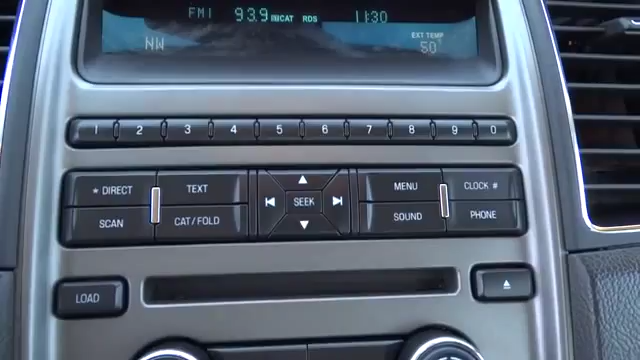 FM1 93.9 CAT RDS 11:30
NW EXT TEMP 50°
1 2 3 4 5 6 7 8 9 0
* DIRECT TEXT MENU CLOCK #
SEEK
SCAN CAT/FOLD SOUND PHONE
LOAD